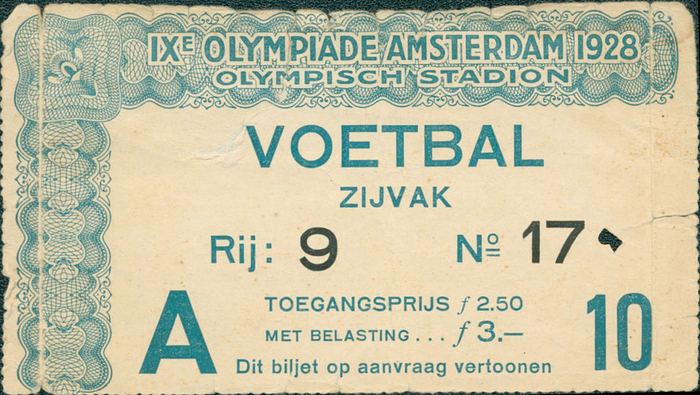 IXE OLYMPIADE AMSTERDAM 1928
OLYMPISCH STADION
VOETBAL
ZIJVAK
Rij: 9 Nº 17
TOEGANGSPRIJS ƒ 2.50
MET BELASTING... ƒ 3.—
A 10
Dit biljet op aanvraag vertoonen